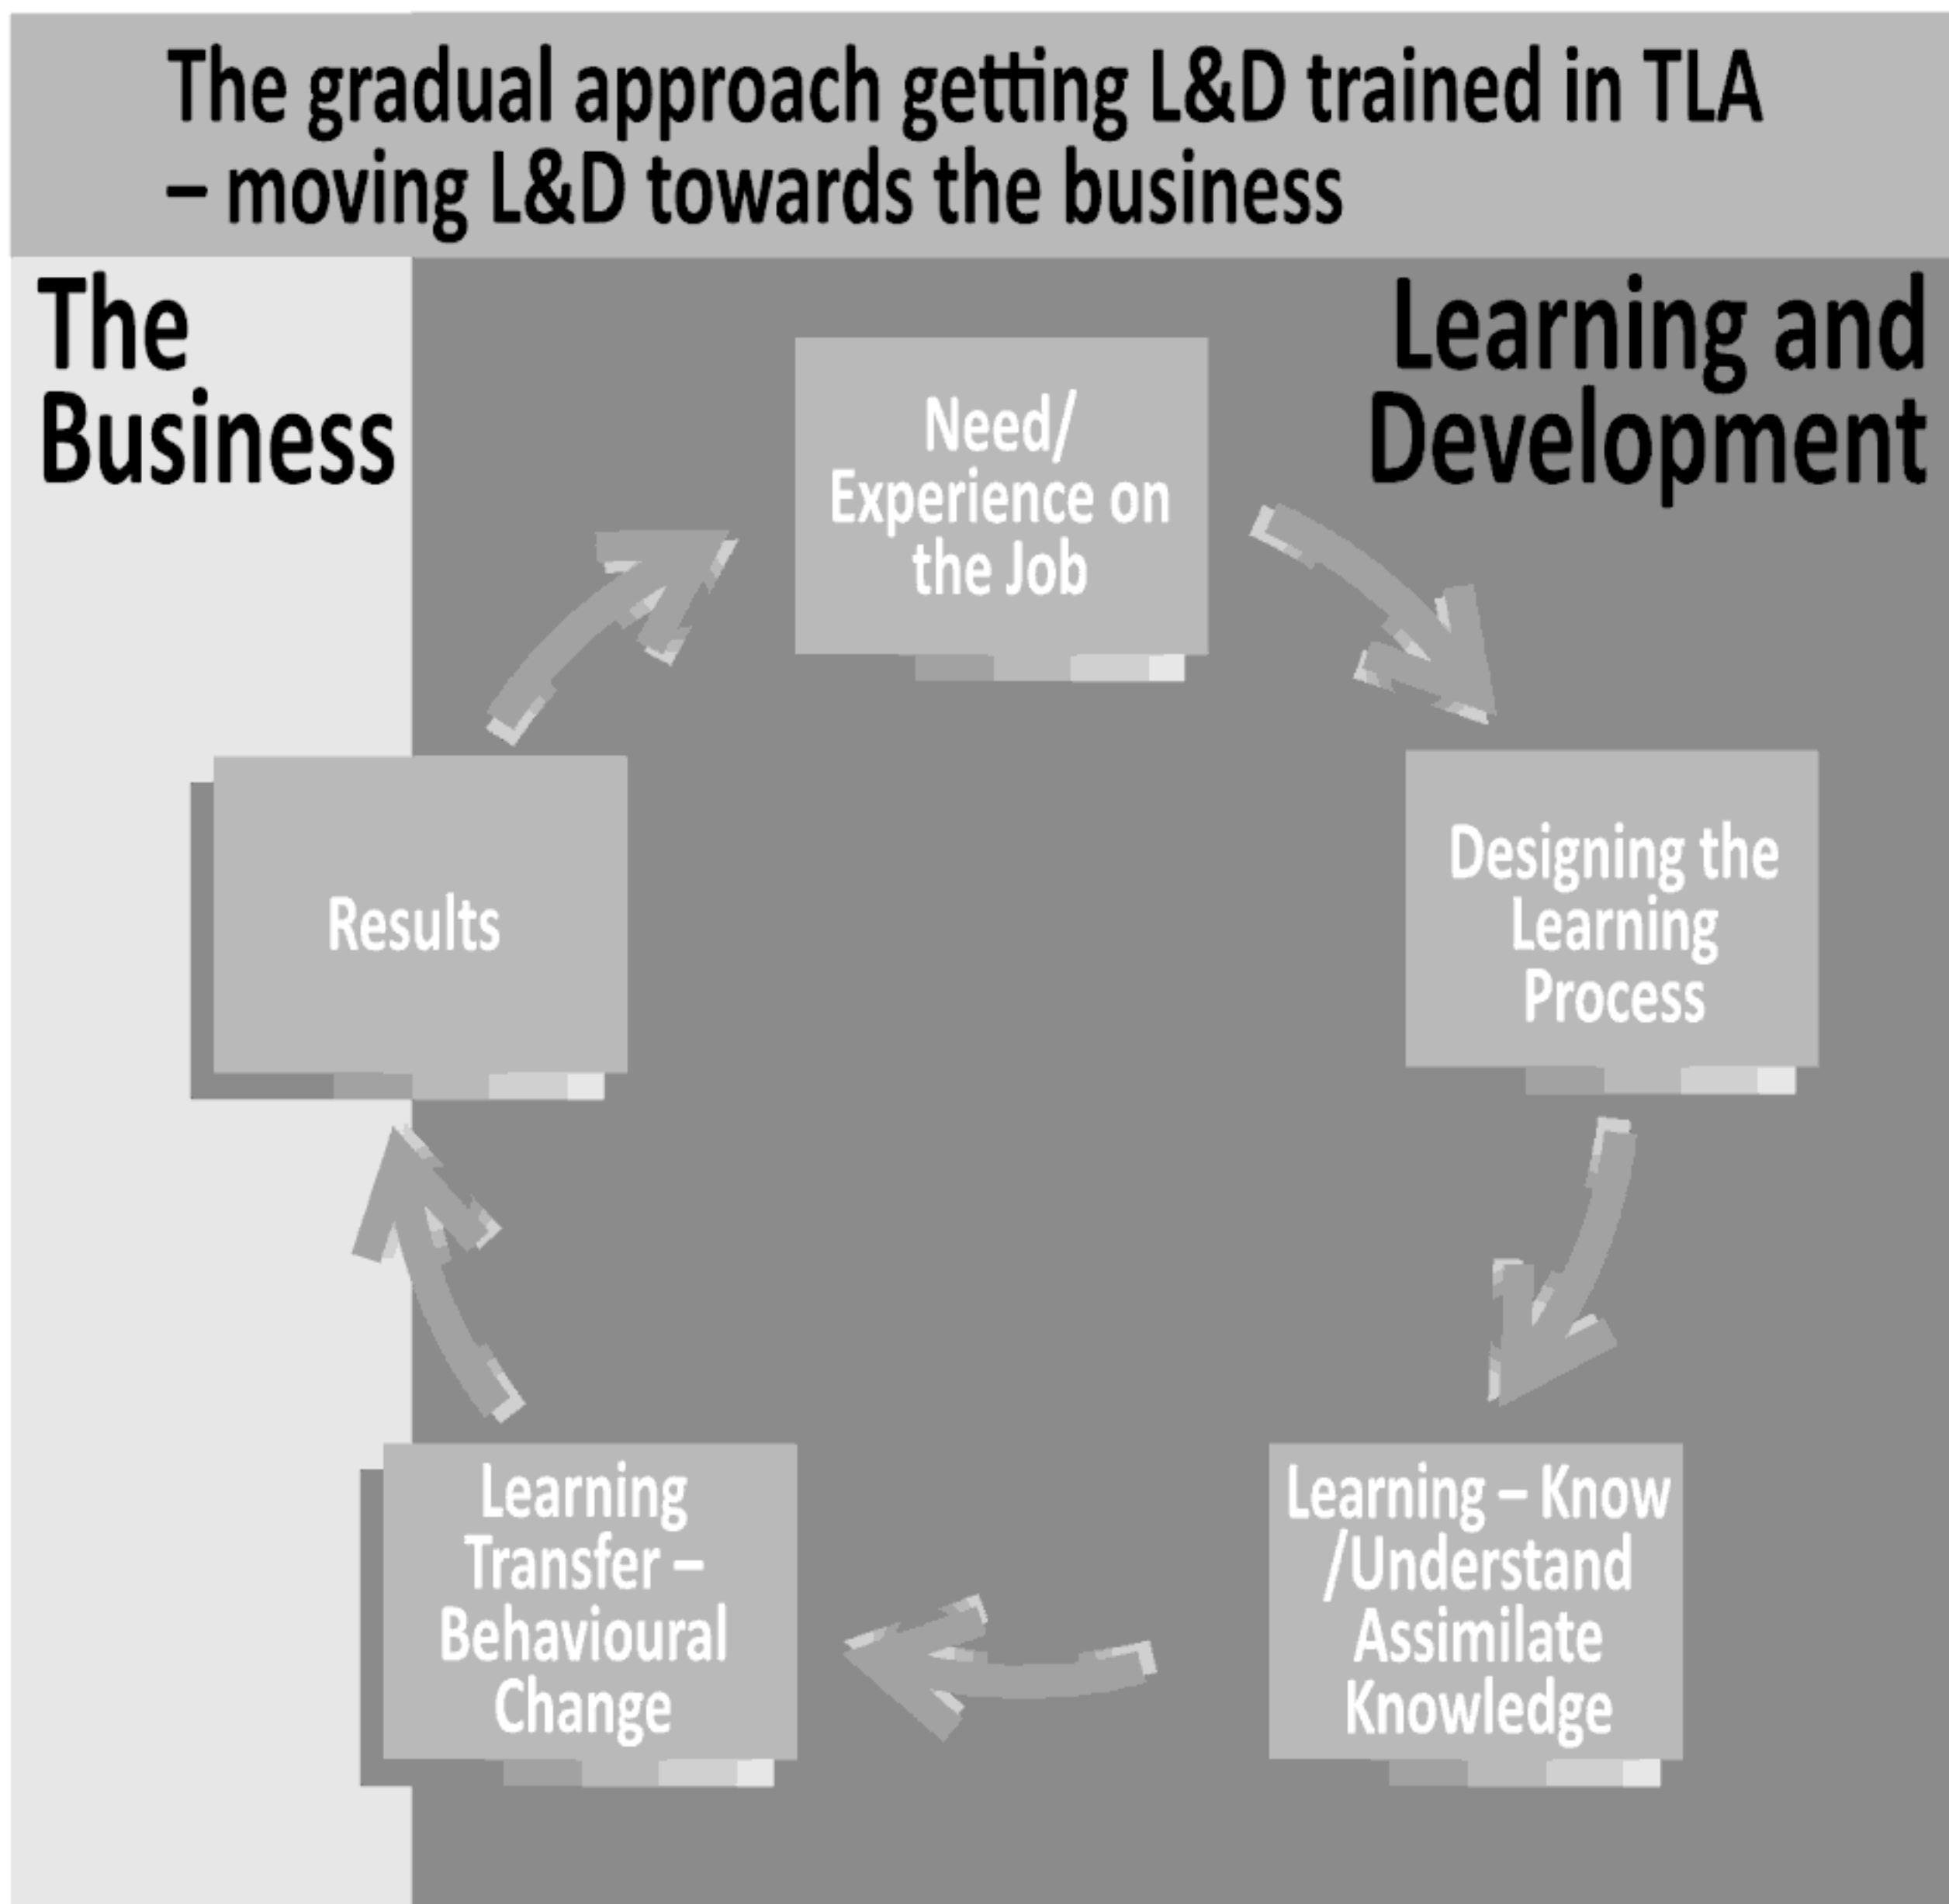 The gradual approach getting L&D trained in TLA
– moving L&D towards the business
The
Business
Learning and
Development
Need/
Experience on
the Job
Designing the
Learning
Process
Learning – Know
/Understand
Assimilate
Knowledge
Learning
Transfer –
Behavioural
Change
Results